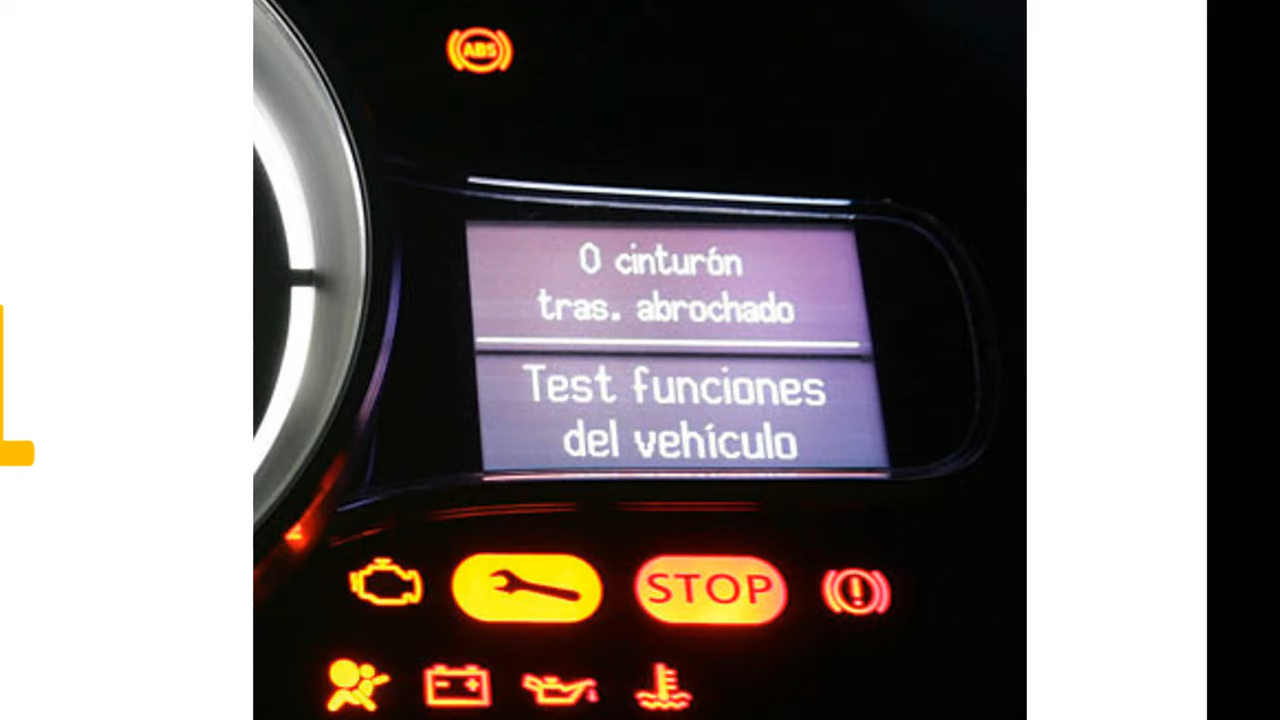 ABS
0 cinturón
tras. abrochado
Test funciones
del vehículo
STOP